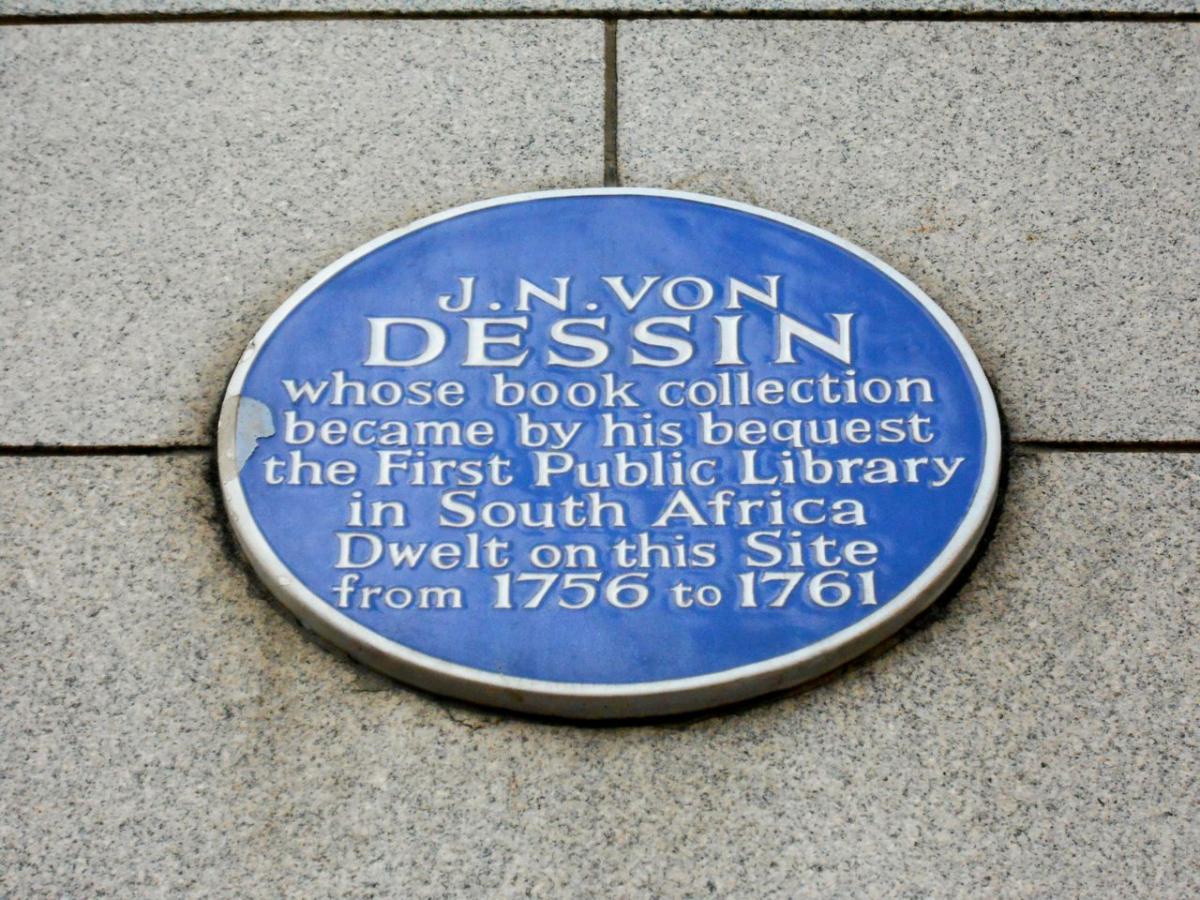 J.N.VON
DESSIN
whose book collection
became by his bequest
the First Public Library
in South Africa
Dwelt on this Site
from 1756 to 1761